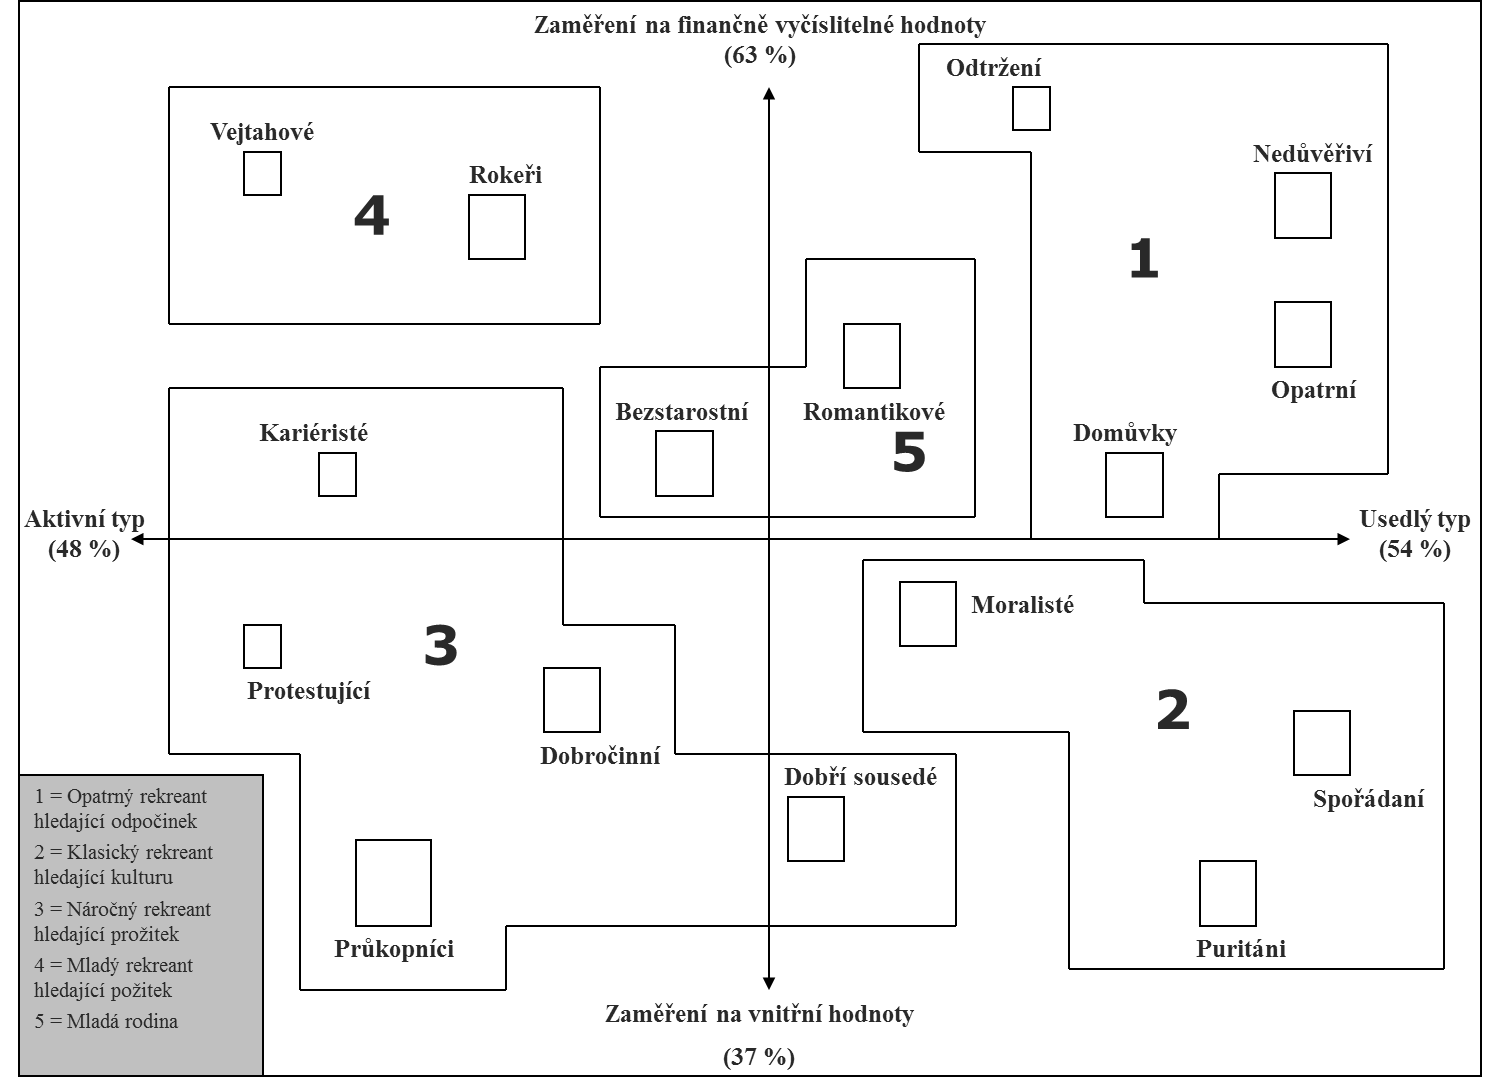 Zaměření na finančně vyčíslitelné hodnoty
(63 %)
Odtržení
Vejtahové
Nedůvěřiví
Rokeři
4
1
Opatrní
Bezstarostní
Romantikové
Kariéristé
Domůvky
5
Aktivní typ
(48 %)
Usedlý typ
(54 %)
Moralisté
3
Protestující
2
Dobročinní
Dobří sousedé
Spořádaní
Průkopníci
Puritáni
1 = Opatrný rekreant
hledající odpočinek
2 = Klasický rekreant
hledající kulturu
3 = Náročný rekreant
hledající prožitek
4 = Mladý rekreant
hledající požitek
5 = Mladá rodina
Zaměření na vnitřní hodnoty
(37 %)